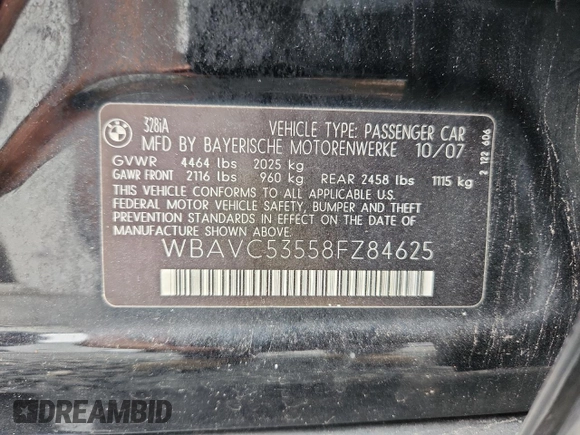 328iA
VEHICLE TYPE: PASSENGER CAR
MFD BY BAYERISCHE MOTORENWERKE 10/07
GVWR 4464 lbs 2025 kg
GAWR FRONT 2116 lbs 960 kg REAR 2458 lbs 1115 kg
THIS VEHICLE CONFORMS TO ALL APPLICABLE U.S.
FEDERAL MOTOR VEHICLE SAFETY, BUMPER AND THEFT
PREVENTION STANDARDS IN EFFECT ON THE DATE OF
MANUFACTURE SHOWN ABOVE.
WBAVC53558FZ84625
2 122 606
DREAMBID